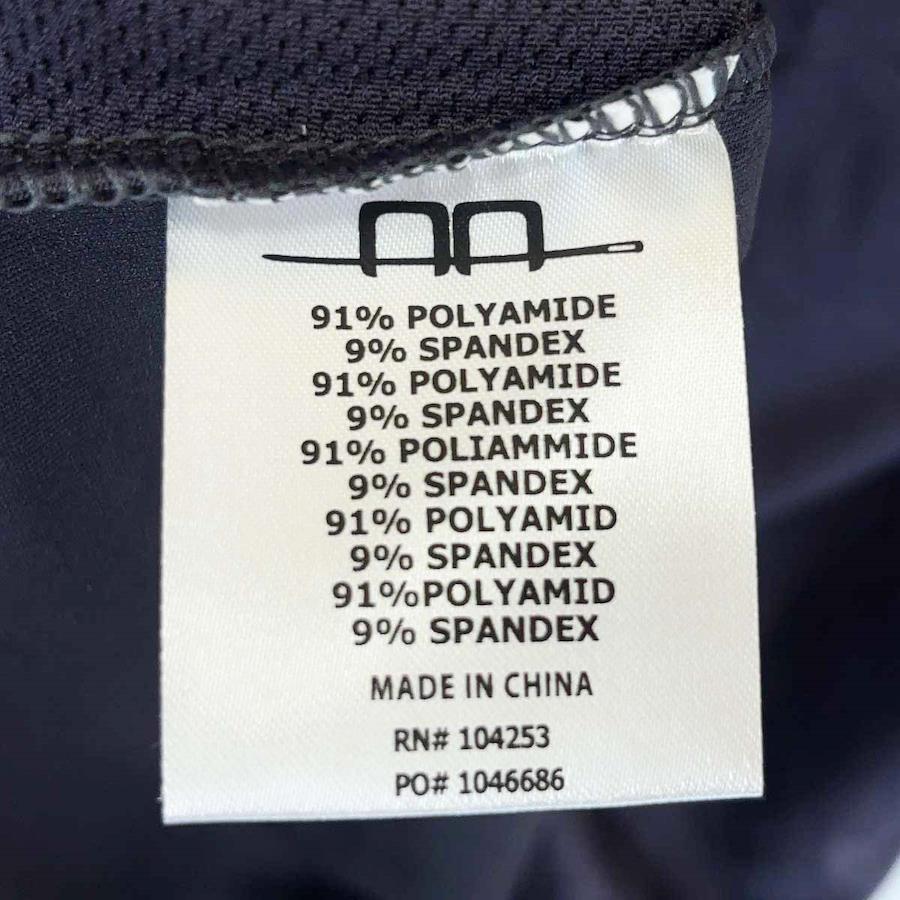 91% POLYAMIDE
9% SPANDEX
91% POLYAMIDE
9% SPANDEX
91% POLIAMMIDE
9% SPANDEX
91% POLYAMID
9% SPANDEX
91%POLYAMID
9% SPANDEX
MADE IN CHINA
RN# 104253
PO# 1046686